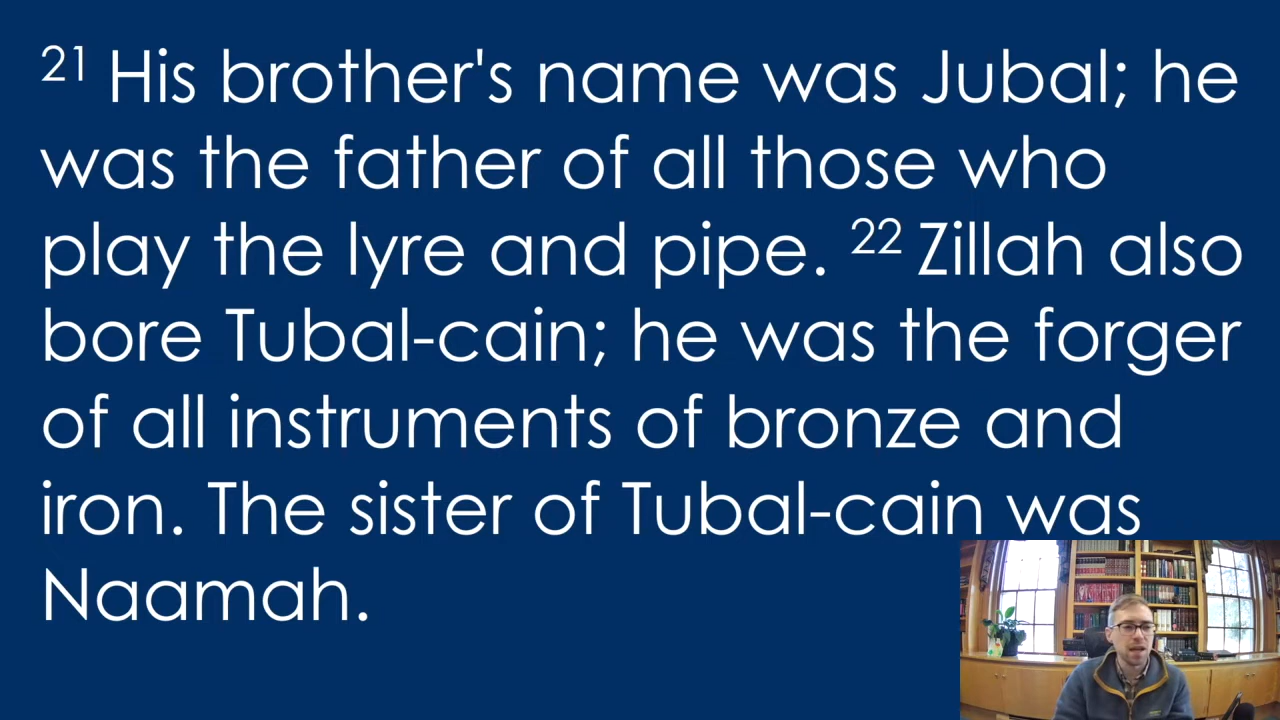 21 His brother's name was Jubal; he
was the father of all those who
play the lyre and pipe. 22 Zillah also
bore Tubal-cain; he was the forger
of all instruments of bronze and
iron. The sister of Tubal-cain was
Naamah.